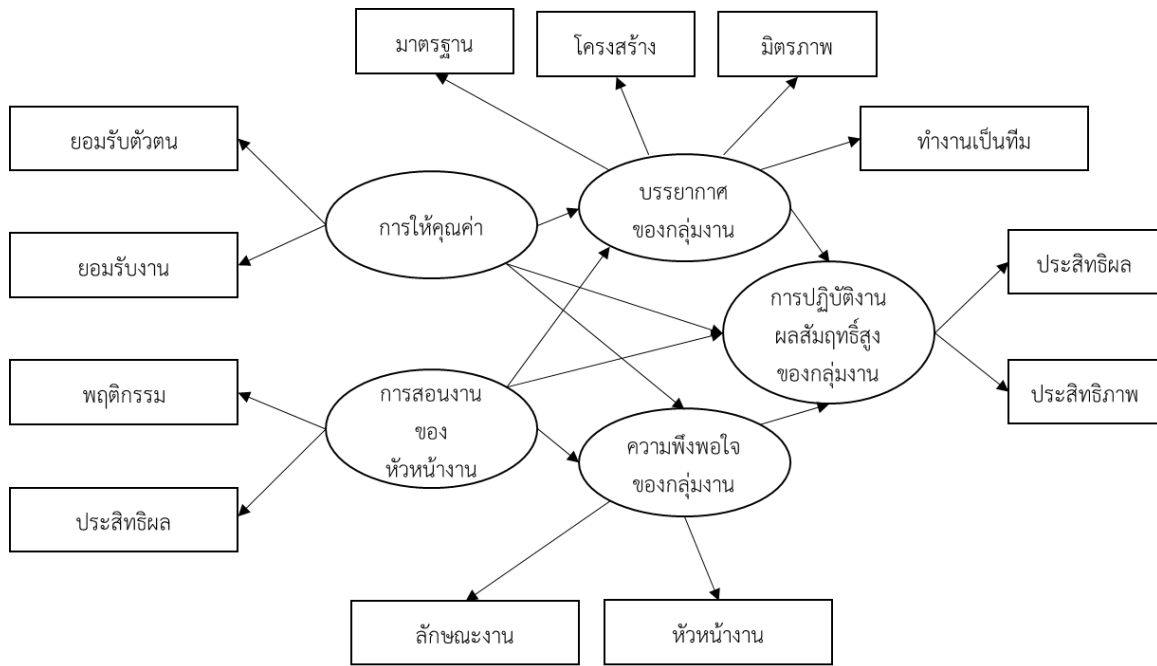 มาตรฐาน
โครงสร้าง
มิตรภาพ
ยอมรับตัวตน
ทำงานเป็นทีม
บรรยากาศ
ของกลุ่มงาน
การให้คุณค่า
ยอมรับงาน
ประสิทธิผล
การปฏิบัติงาน
ผลสัมฤทธิ์สูง
ของกลุ่มงาน
พฤติกรรม
การสอนงาน
ของ
หัวหน้างาน
ประสิทธิภาพ
ความพึงพอใจ
ของกลุ่มงาน
ประสิทธิผล
ลักษณะงาน
หัวหน้างาน